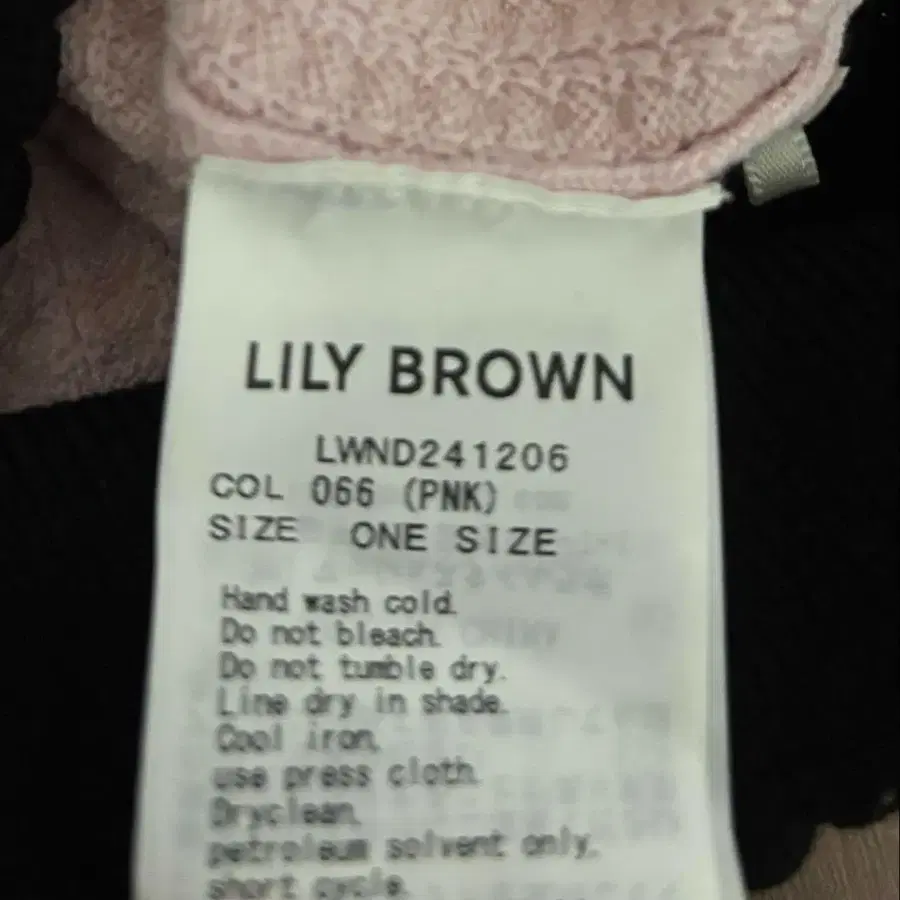 LILY BROWN
LWND241206
COL 066 (PNK)
SIZE ONE SIZE
Hand wash cold.
Do not bleach.
Do not tumble dry.
Line dry in shade.
Cool iron,
use press cloth.
Dryclean,
petroleum solvent only,
short cycle.